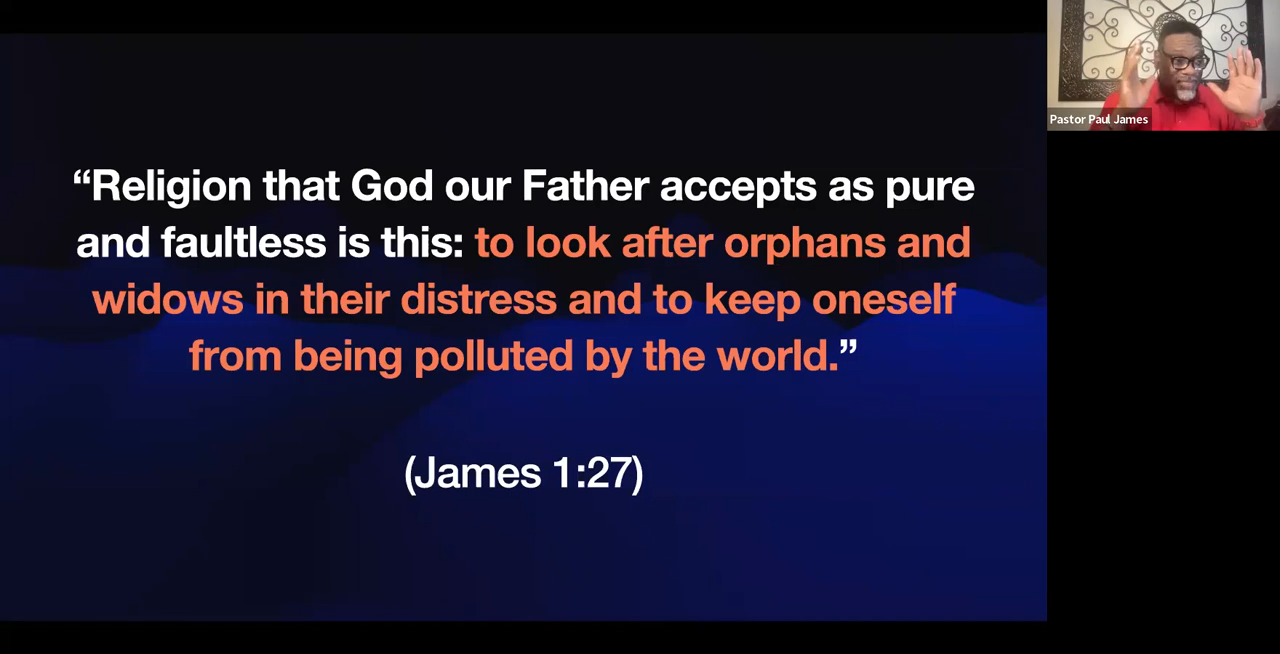 “Religion that God our Father accepts as pure
and faultless is this: to look after orphans and
widows in their distress and to keep oneself
from being polluted by the world.”
(James 1:27)
Pastor Paul James